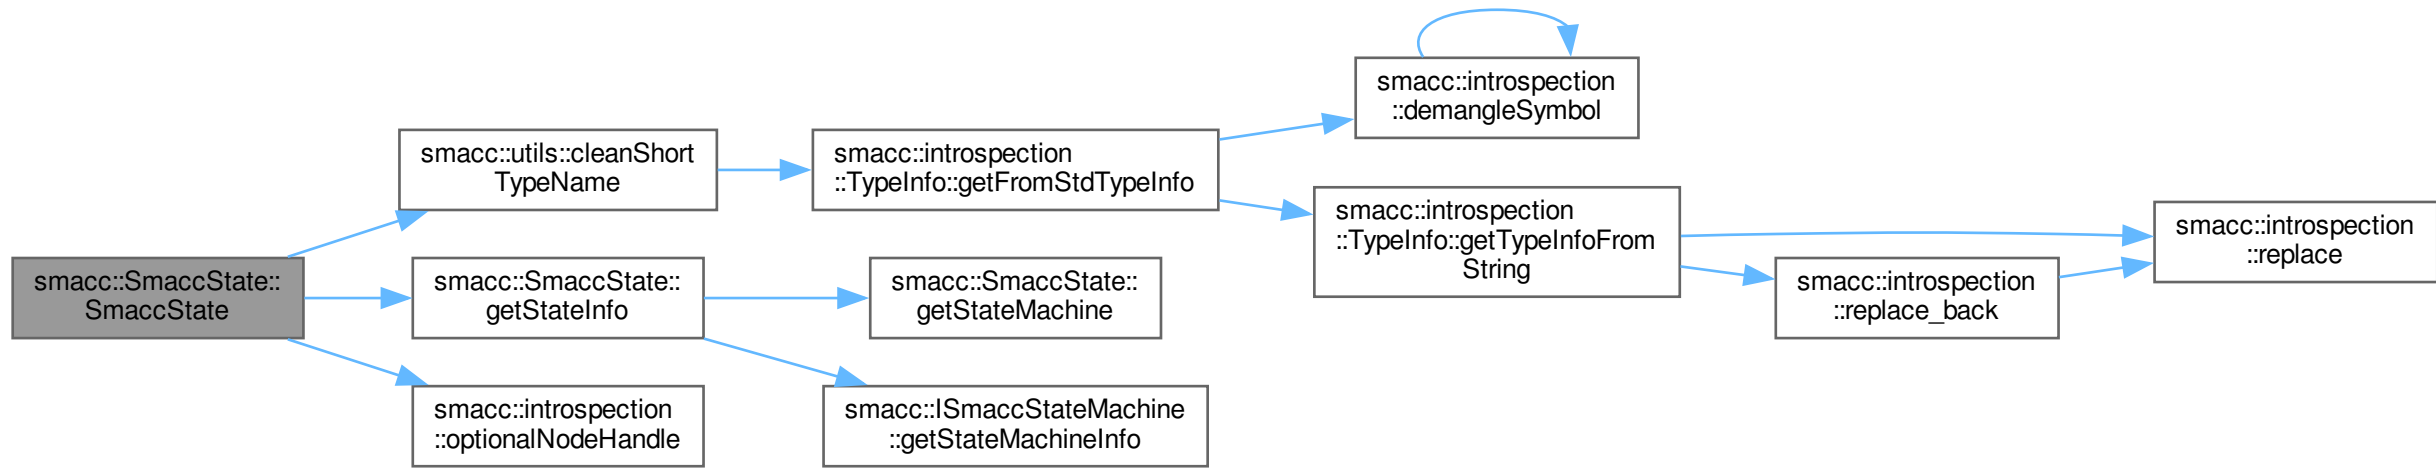 smacc::SmaccState::
SmaccState
smacc::utils::cleanShort
TypeName
smacc::introspection
::TypeInfo::getFromStdTypeInfo
smacc::introspection
::demangleSymbol
smacc::introspection
::TypeInfo::getTypeInfoFrom
String
smacc::introspection
::replace
smacc::introspection
::replace_back
smacc::SmaccState::
getStateInfo
smacc::SmaccState::
getStateMachine
smacc::ISmaccStateMachine
::getStateMachineInfo
smacc::introspection
::optionalNodeHandle